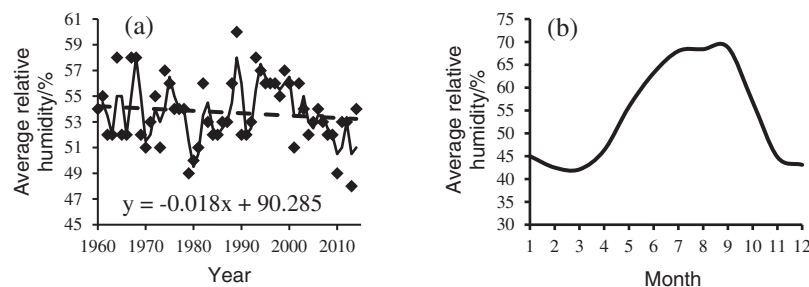 (a)
Average relative
humidity/%
61
59
57
55
53
51
49
47
45
y = -0.018x + 90.285
1960 1970 1980 1990 2000 2010
Year
(b)
Average relative
humidity/%
75
70
65
60
55
50
45
40
35
30
1 2 3 4 5 6 7 8 9 10 11 12
Month